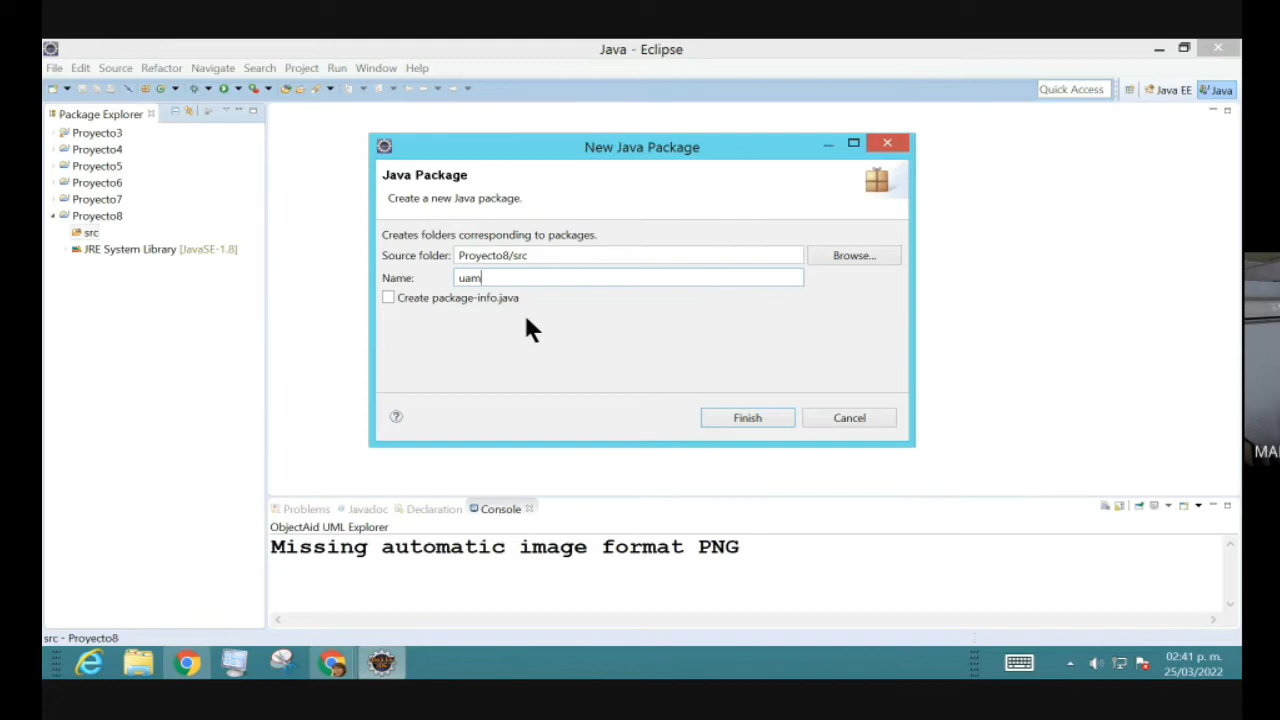 Java - Eclipse
File Edit Source Refactor Navigate Search Project Run Window Help
Quick Access
Java EE
Java
Package Explorer
Proyecto3
Proyecto4
Proyecto5
Proyecto6
Proyecto7
Proyecto8
src
JRE System Library [JavaSE-1.8]
New Java Package
Java Package
Create a new Java package.
Creates folders corresponding to packages.
Source folder: Proyecto8/src Browse...
Name: uam
Create package-info.java
Finish Cancel
Problems Javadoc Declaration Console
ObjectAid UML Explorer
Missing automatic image format PNG
src - Proyecto8
02:41 p. m.
25/03/2022